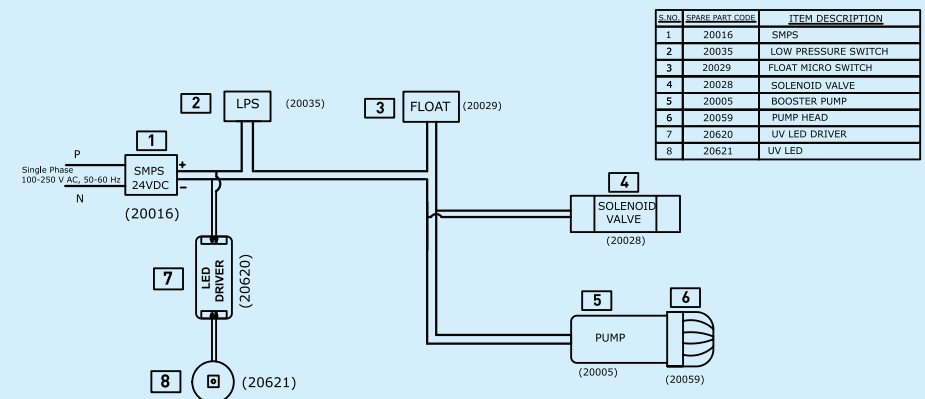 S.NO. SPARE PART CODE ITEM DESCRIPTION
1 20016 SMPS
2 20035 LOW PRESSURE SWITCH
3 20029 FLOAT MICRO SWITCH
4 20028 SOLENOID VALVE
5 20005 BOOSTER PUMP
6 20059 PUMP HEAD
7 20620 UV LED DRIVER
8 20621 UV LED
2 LPS (20035)
3 FLOAT (20029)
1
P
Single Phase
100-250 V AC, 50-60 Hz
N
SMPS
24VDC
+
-
(20016)
4
SOLENOID
VALVE
(20028)
7
LED
DRIVER
(20620)
5
6
PUMP
(20005)
(20059)
8 (20621)